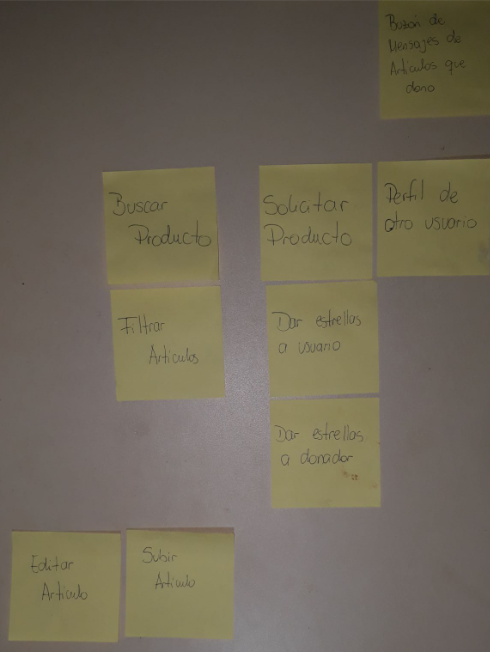 Buzón de
Mensajes de
Articulos que
dono
Buscar
Producto
Solicitar
Producto
Perfil de
otro usuario
Filtrar
Articulos
Dar estrellas
a usuario
Dar estrellas
a donador
Editar
Articulo
Subir
Articulo